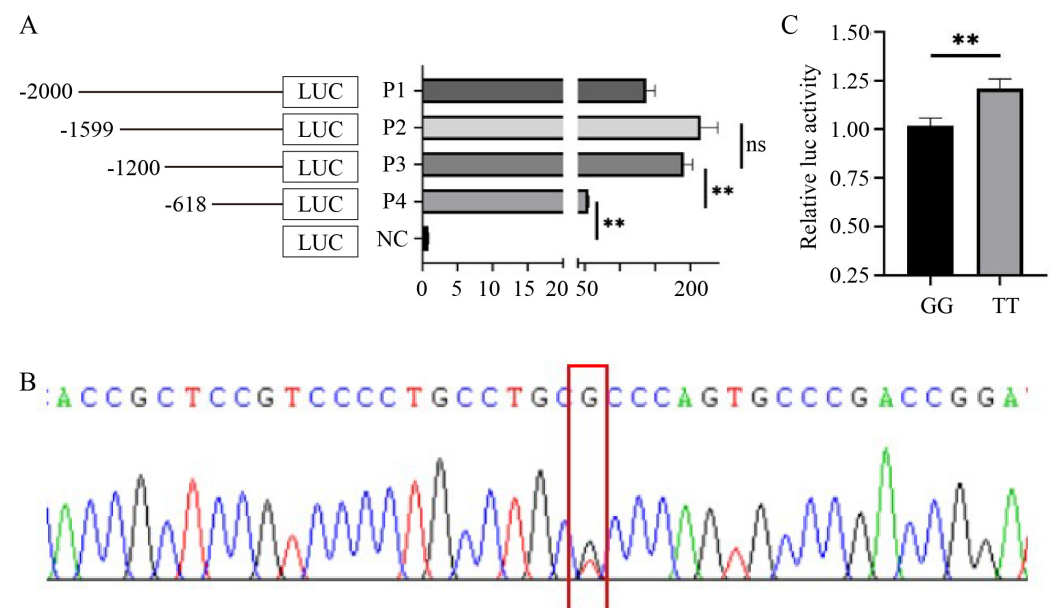 A
-2000 LUC P1
-1599 LUC P2
-1200 LUC P3
-618 LUC P4
LUC NC
ns
**
**
0 5 10 15 20 50 200
C
Relative luc activity
1.50
1.25
1.00
0.75
0.50
0.25
**
GG TT
B
ACCGCTCCGTCCCCTGCCTGCGCCCAGTGCCCGACCGGA